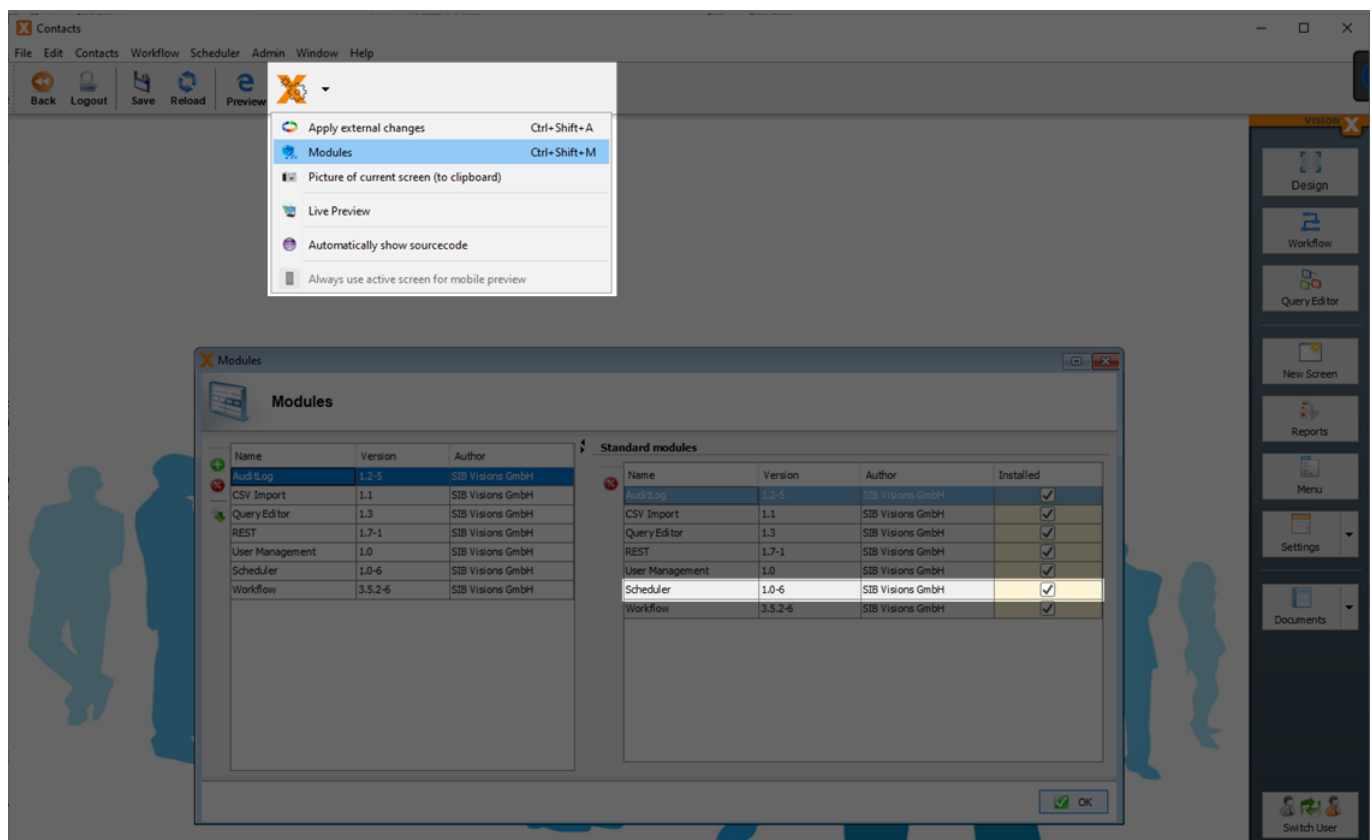 Contacts
File Edit Contacts Workflow Scheduler Admin Window Help
Back Logout Save Reload Preview
Apply external changes Ctrl+Shift+A
Modules Ctrl+Shift+M
Picture of current screen (to clipboard)
Live Preview
Automatically show sourcecode
Always use active screen for mobile preview
VISION X
Design
Workflow
Query Editor
New Screen
Reports
Menu
Settings
Documents
Switch User
Modules
Modules
Name Version Author
AuditLog 1.2-5 SIB Visions GmbH
CSV Import 1.1 SIB Visions GmbH
Query Editor 1.3 SIB Visions GmbH
REST 1.7-1 SIB Visions GmbH
User Management 1.0 SIB Visions GmbH
Scheduler 1.0-6 SIB Visions GmbH
Workflow 3.5.2-6 SIB Visions GmbH
Standard modules
Name Version Author Installed
AuditLog 1.2-5 SIB Visions GmbH
CSV Import 1.1 SIB Visions GmbH
Query Editor 1.3 SIB Visions GmbH
REST 1.7-1 SIB Visions GmbH
User Management 1.0 SIB Visions GmbH
Scheduler 1.0-6 SIB Visions GmbH
Workflow 3.5.2-6 SIB Visions GmbH
OK